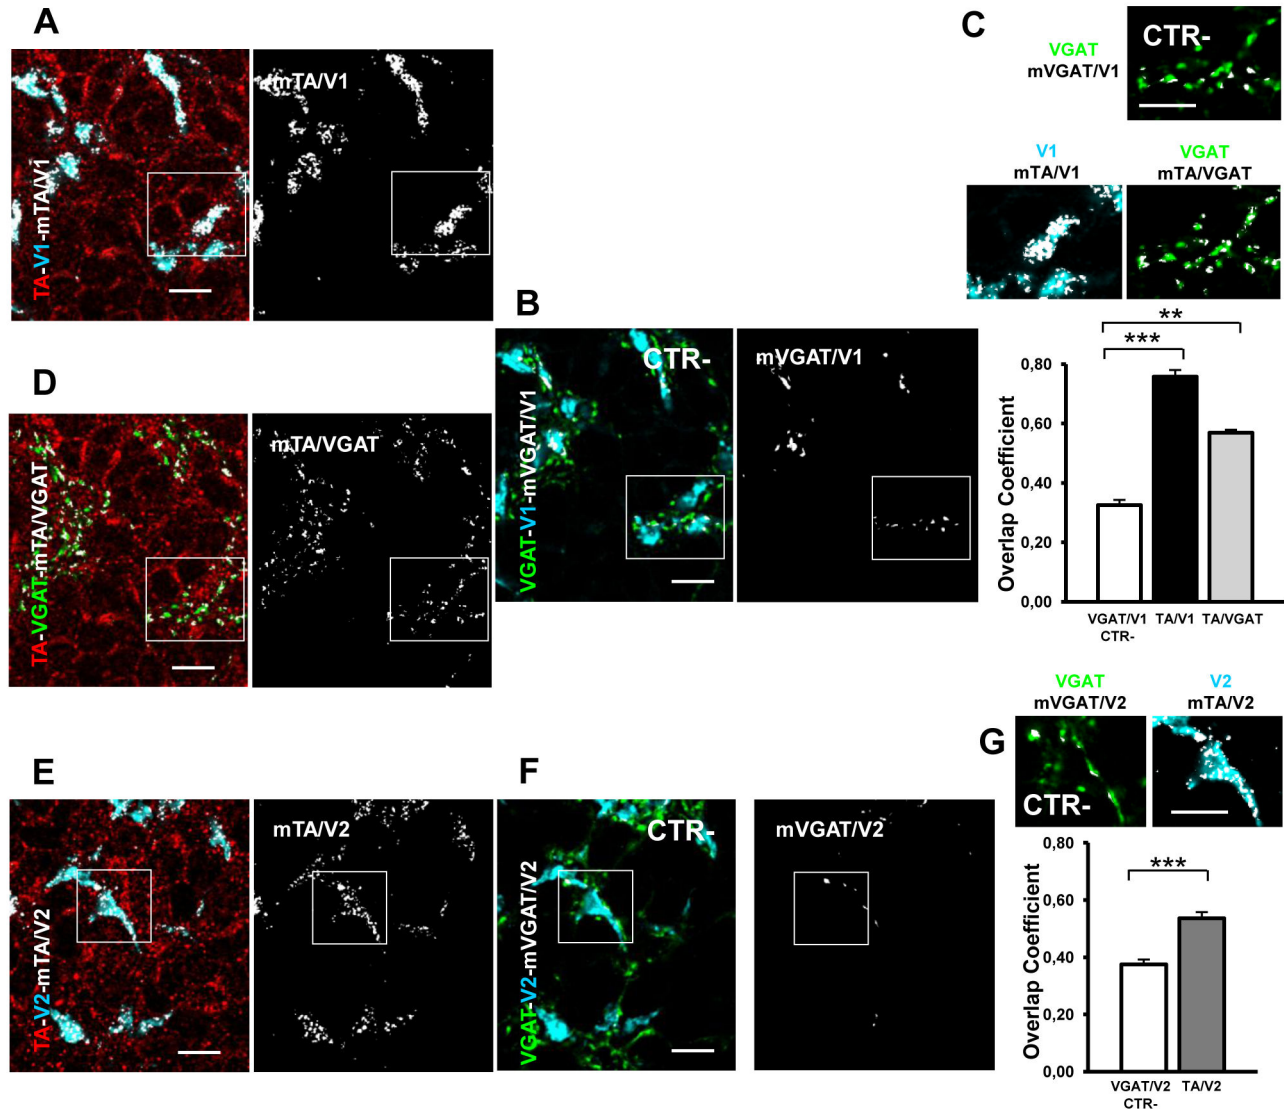 A
TA-V1-mTA/V1
mTA/V1
B
VGAT-V1-mVGAT/V1
CTR-
mVGAT/V1
C
VGAT
mVGAT/V1
CTR-
V1
mTA/V1
VGAT
mTA/VGAT
**
***
Overlap Coefficient
0,80
0,60
0,40
0,20
0,00
VGAT/V1
CTR-
TA/V1
TA/VGAT
D
TA-VGAT-mTA/VGAT
mTA/VGAT
E
TA-V2-mTA/V2
mTA/V2
F
VGAT-V2-mVGAT/V2
CTR-
mVGAT/V2
G
VGAT
mVGAT/V2
V2
mTA/V2
CTR-
***
Overlap Coefficient
0,80
0,60
0,40
0,20
0,00
VGAT/V2
CTR-
TA/V2